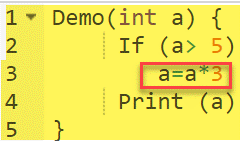 1 Demo(int a) {
2 If (a> 5)
3 a=a*3
4 Print (a)
5 }